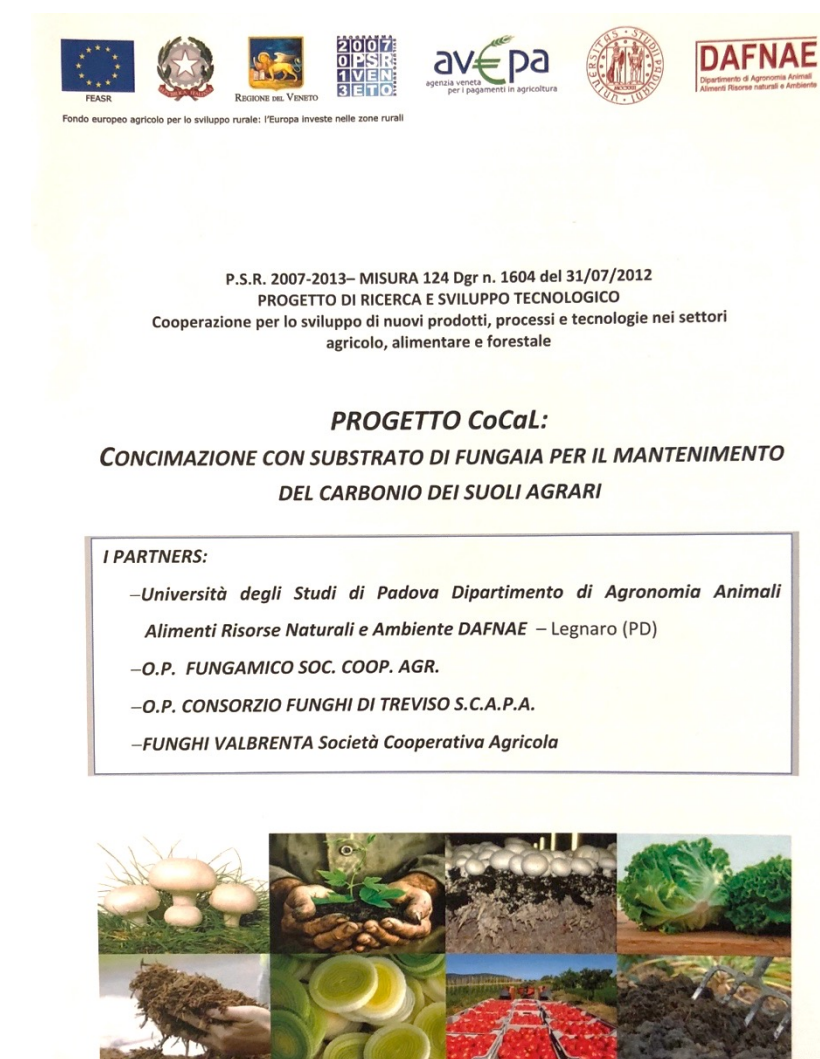 2007
PSR
VEN
ETO
avepa
agenzia veneta
per i pagamenti in agricoltura
DAFNAE
Dipartimento di Agronomia Animali
Alimenti Risorse naturali e Ambiente
FEASR
REGIONE DEL VENETO
Fondo europeo agricolo per lo sviluppo rurale: l'Europa investe nelle zone rurali
P.S.R. 2007-2013– MISURA 124 Dgr n. 1604 del 31/07/2012
PROGETTO DI RICERCA E SVILUPPO TECNOLOGICO
Cooperazione per lo sviluppo di nuovi prodotti, processi e tecnologie nei settori
agricolo, alimentare e forestale
PROGETTO CoCaL:
CONCIMAZIONE CON SUBSTRATO DI FUNGAIA PER IL MANTENIMENTO
DEL CARBONIO DEI SUOLI AGRARI
I PARTNERS:
–Università degli Studi di Padova Dipartimento di Agronomia Animali
Alimenti Risorse Naturali e Ambiente DAFNAE – Legnaro (PD)
–O.P. FUNGAMICO SOC. COOP. AGR.
–O.P. CONSORZIO FUNGHI DI TREVISO S.C.A.P.A.
–FUNGHI VALBRENTA Società Cooperativa Agricola